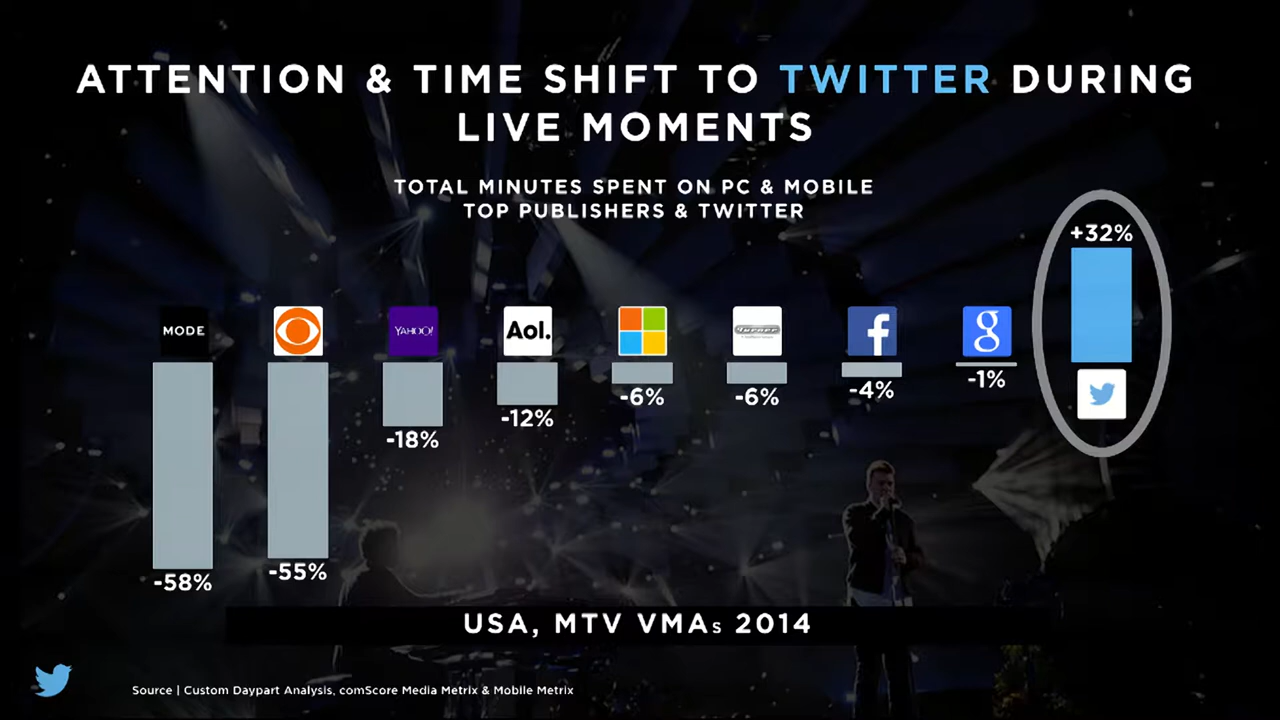 ATTENTION & TIME SHIFT TO TWITTER DURING
LIVE MOMENTS
TOTAL MINUTES SPENT ON PC & MOBILE
TOP PUBLISHERS & TWITTER
+32%
MODE
YAHOO!
Aol.
f
g
-58%
-55%
-18%
-12%
-6%
-6%
-4%
-1%
USA, MTV VMAs 2014
Source | Custom Daypart Analysis, comScore Media Metrix & Mobile Metrix